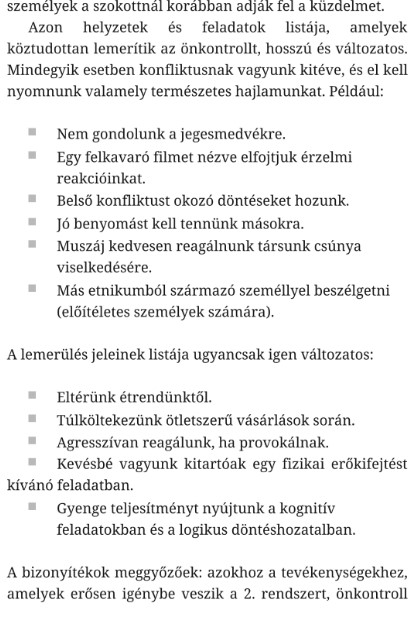 személyek a szokottnál korábban adják fel a küzdelmet.
Azon helyzetek és feladatok listája, amelyek
köztudottan lemerítik az önkontrollt, hosszú és változatos.
Mindegyik esetben konfliktusnak vagyunk kitéve, és el kell
nyomnunk valamely természetes hajlamunkat. Például:
Nem gondolunk a jegesmedvékre.
Egy felkavaró filmet nézve elfojtjuk érzelmi
reakcióinkat.
Belső konfliktust okozó döntéseket hozunk.
Jó benyomást kell tennünk másokra.
Muszáj kedvesen reagálnunk társunk csúnya
viselkedésére.
Más etnikumból származó személlyel beszélgetni
(előítéletes személyek számára).
A lemerülés jeleinek listája ugyancsak igen változatos:
Eltérünk étrendünktől.
Túlköltekezünk ötletszerű vásárlások során.
Agresszívan reagálunk, ha provokálnak.
Kevésbé vagyunk kitartóak egy fizikai erőkifejtést
kívánó feladatban.
Gyenge teljesítményt nyújtunk a kognitív
feladatokban és a logikus döntéshozatalban.
A bizonyítékok meggyőzőek: azokhoz a tevékenységekhez,
amelyek erősen igénybe veszik a 2. rendszert, önkontroll